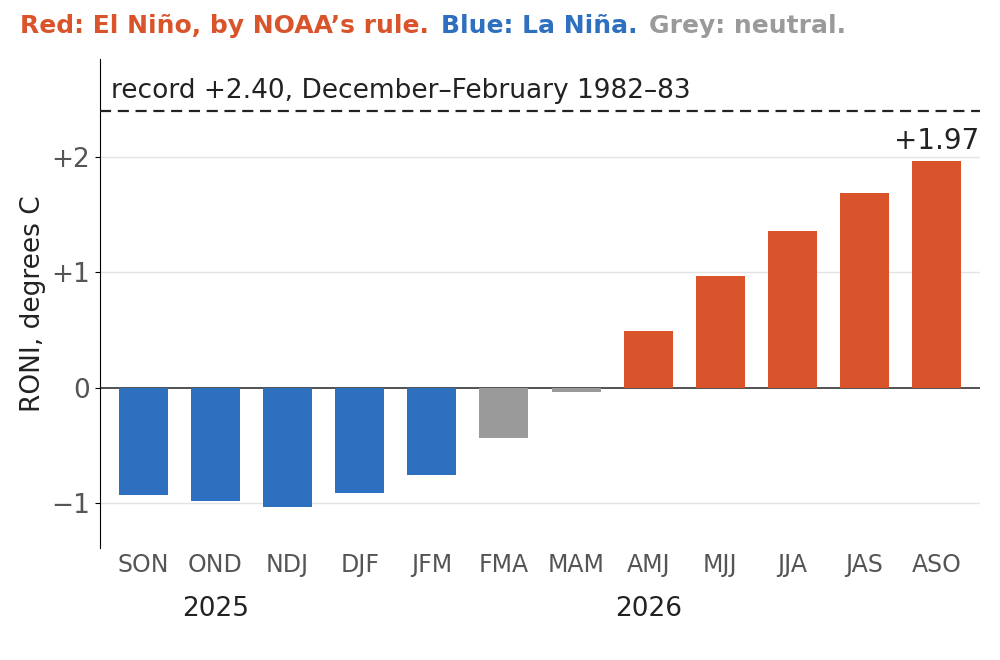 Red: El Niño, by NOAA’s rule. Blue: La Niña. Grey: neutral.
record +2.40, December–February 1982–83
+1.97
+2
+1
0
−1
RONI, degrees C
SON OND NDJ DJF JFM FMA MAM AMJ MJJ JJA JAS ASO
2025 2026